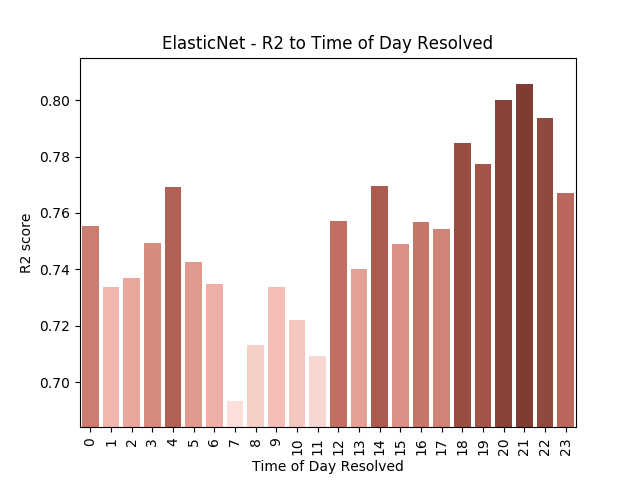 ElasticNet - R2 to Time of Day Resolved
R2 score
0.80
0.78
0.76
0.74
0.72
0.70
0 1 2 3 4 5 6 7 8 9 10 11 12 13 14 15 16 17 18 19 20 21 22 23
Time of Day Resolved